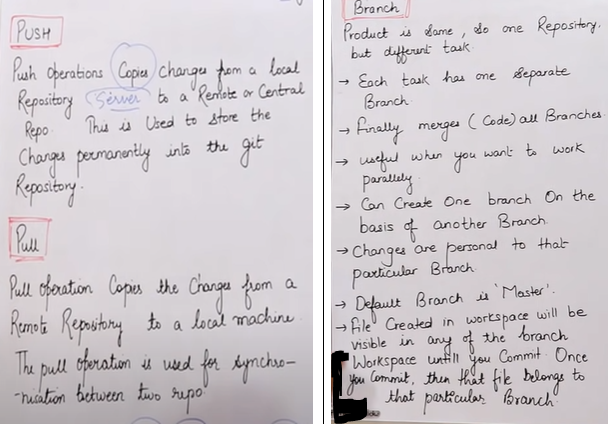 PUSH
Push operations Copies changes from a local
Repository Server to a Remote or Central
Repo. This is Used to store the
Changes permanently into the git
Repository.
Pull
Pull operation Copies the Changes from a
Remote Repository to a local machine.
The pull operation is used for synchro-
-nication between two repo.
Branch
Product is same, so one Repository,
but different task.
→ Each task has one separate
Branch.
→ Finally merges (Code) all Branches.
→ useful when you want to work
parallely.
→ Can Create One branch On the
basis of another Branch.
→ Changes are personal to that
particular Branch
→ Default Branch is 'Master'.
→ File Created in workspace will be
visible in any of the branch
Workspace untill you Commit. Once
you Commit, then that file belongs to
that particular Branch.